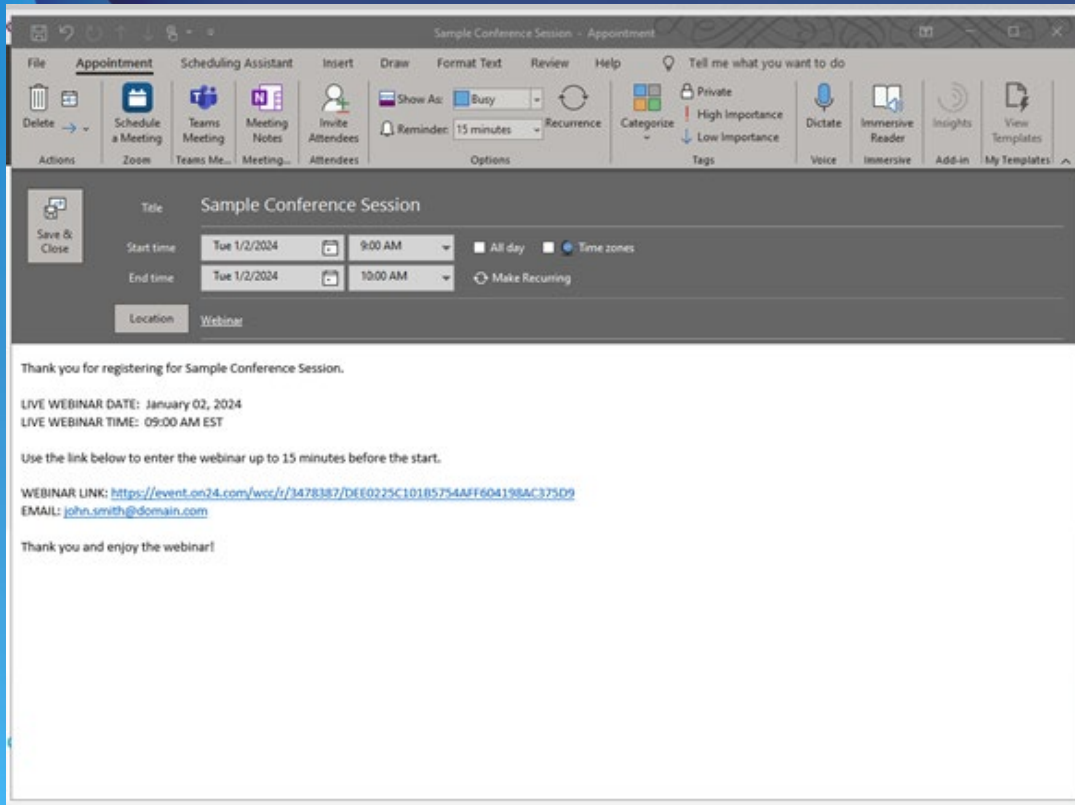 Sample Conference Session - Appointment
File Appointment Scheduling Assistant Insert Draw Format Text Review Help Tell me what you want to do
Delete
Schedule a Meeting
Teams Meeting
Meeting Notes
Invite Attendees
Show As: Busy
Reminder: 15 minutes
Recurrence
Categorize
Private
High Importance
Low Importance
Dictate
Immersive Reader
Insights
View Templates
Actions Zoom Teams Me... Meeting... Attendees Options Tags Voice Immersive Add-in My Templates
Save & Close
Title Sample Conference Session
Start time Tue 1/2/2024 9:00 AM All day Time zones
End time Tue 1/2/2024 10:00 AM Make Recurring
Location Webinar
Thank you for registering for Sample Conference Session.
LIVE WEBINAR DATE: January 02, 2024
LIVE WEBINAR TIME: 09:00 AM EST
Use the link below to enter the webinar up to 15 minutes before the start.
WEBINAR LINK: https://event.on24.com/wcc/r/3478387/DEE0225C101B5754AFF604198AC375D9
EMAIL: john.smith@domain.com
Thank you and enjoy the webinar!